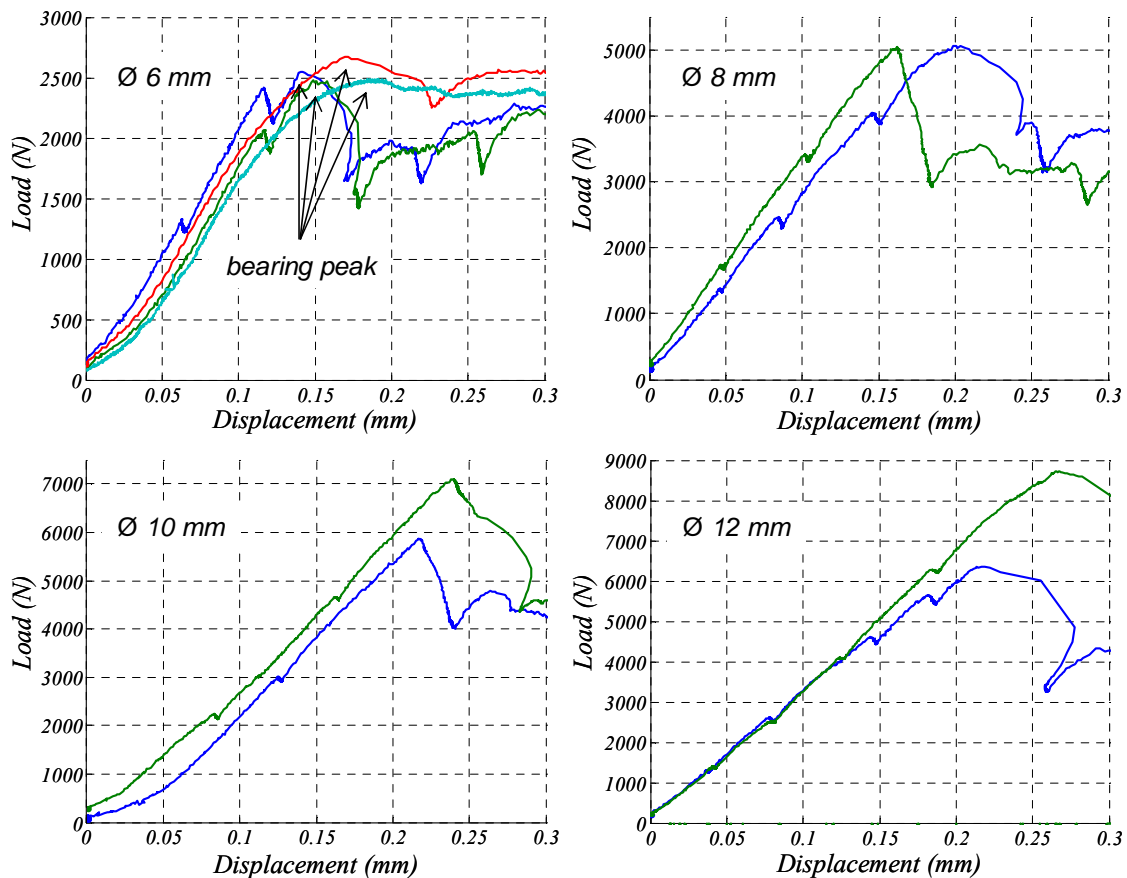 3000
2500
2000
1500
1000
500
0
Load (N)
Ø 6 mm
bearing peak
0 0.05 0.1 0.15 0.2 0.25 0.3
Displacement (mm)
5000
4000
3000
2000
1000
0
Load (N)
Ø 8 mm
0 0.05 0.1 0.15 0.2 0.25 0.3
Displacement (mm)
7000
6000
5000
4000
3000
2000
1000
0
Load (N)
Ø 10 mm
0 0.05 0.1 0.15 0.2 0.25 0.3
Displacement (mm)
9000
8000
7000
6000
5000
4000
3000
2000
1000
0
Load (N)
Ø 12 mm
0 0.05 0.1 0.15 0.2 0.25 0.3
Displacement (mm)